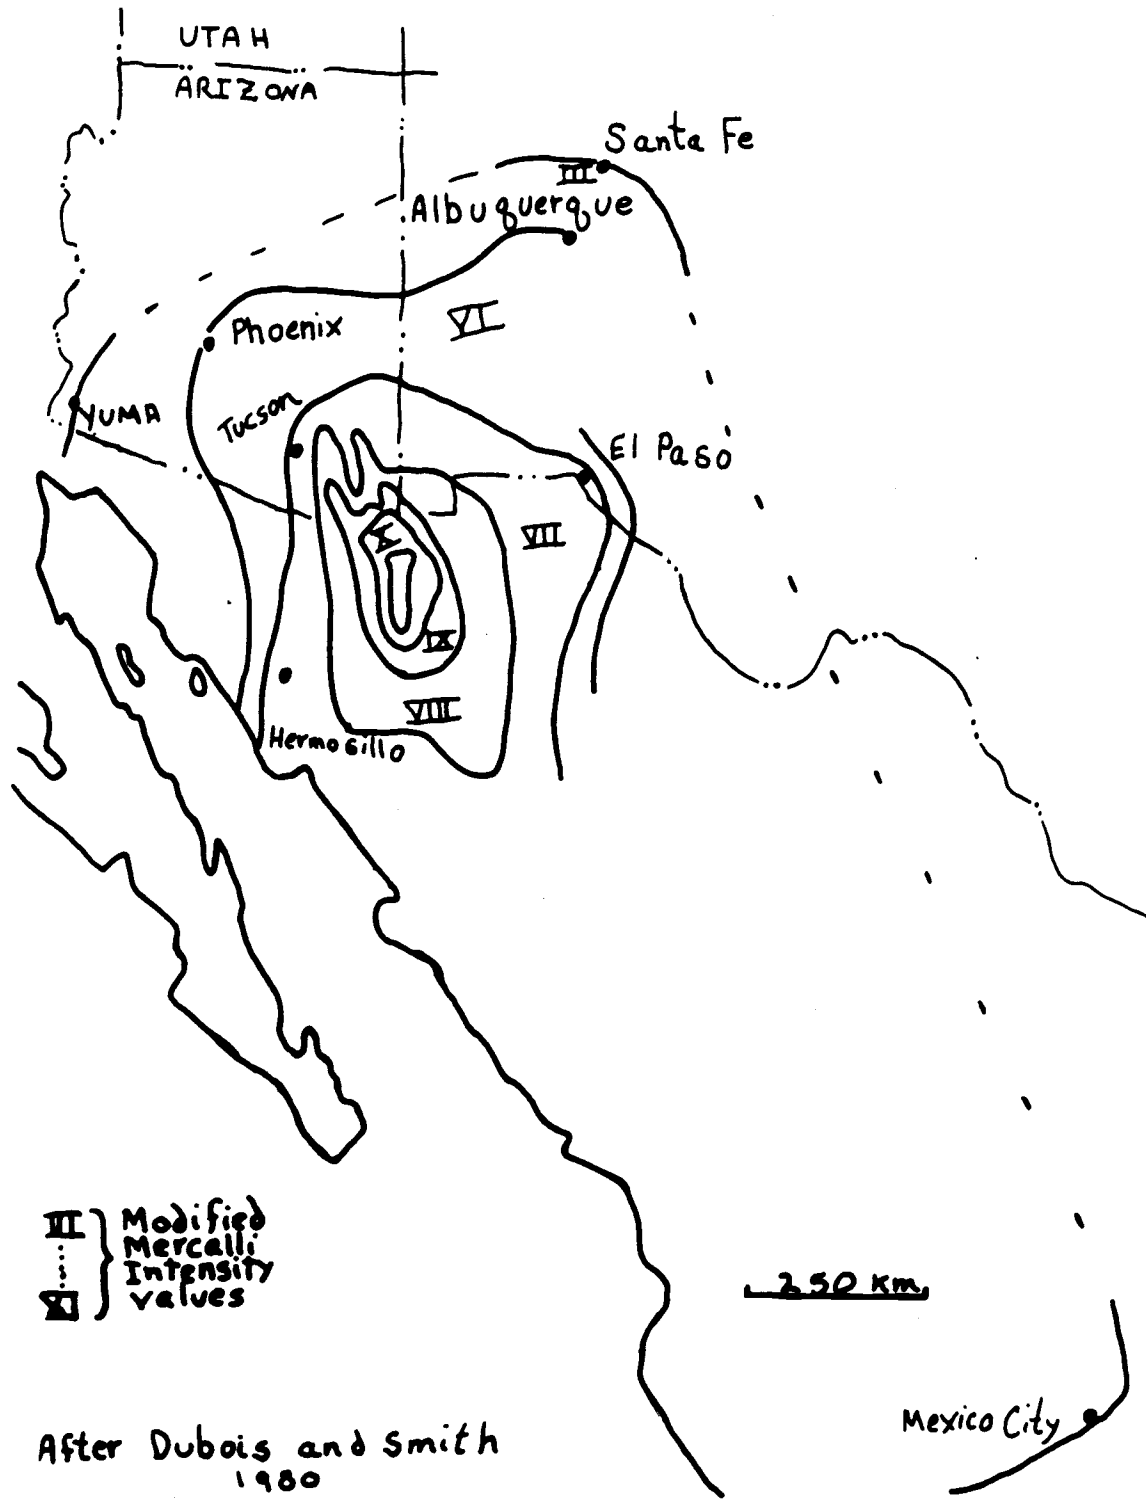 UTAH
ARIZONA
Santa Fe
III
Albuquerque
VI
Phoenix
Tucson
YUMA
El Paso
VII
X
IX
VIII
Hermosillo
III
XI
Modified
Mercalli
Intensity
values
250 km.
Mexico City
After Dubois and Smith
1980